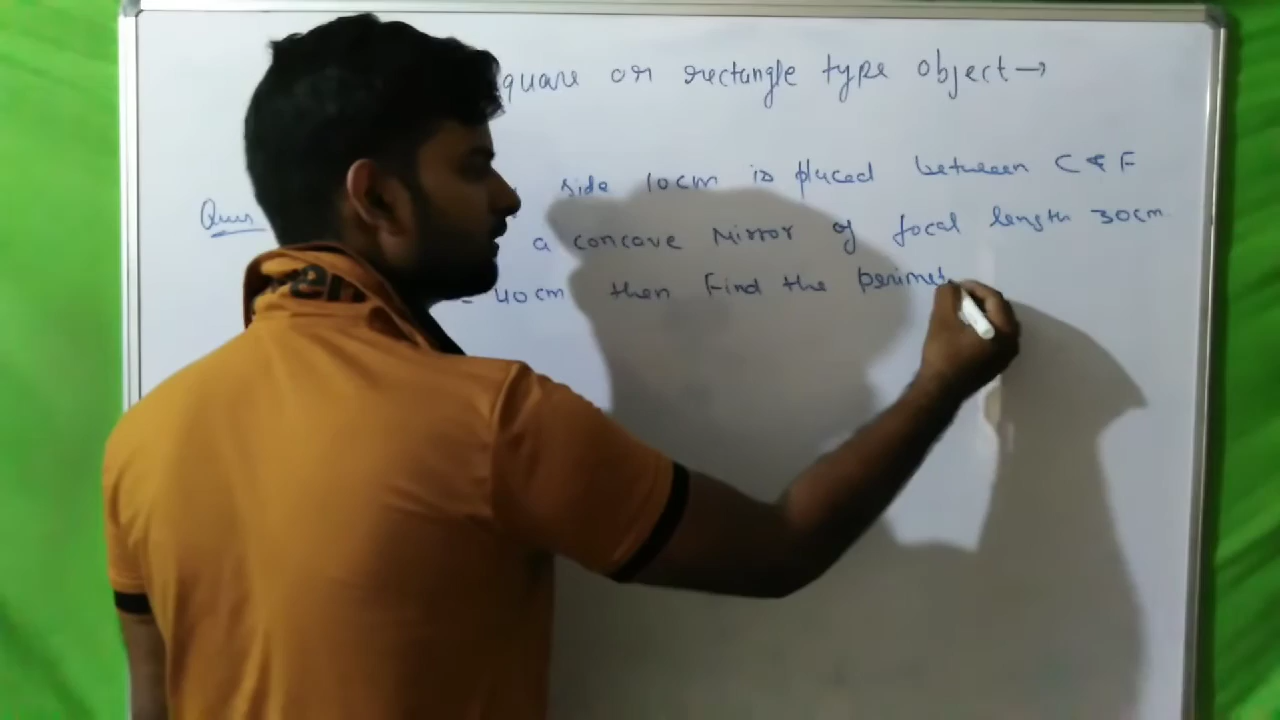 quare or rectangle type object →
Ques side 10cm is placed between C & F
a concave Mirror of focal length 30cm
= 40cm then Find the perimet